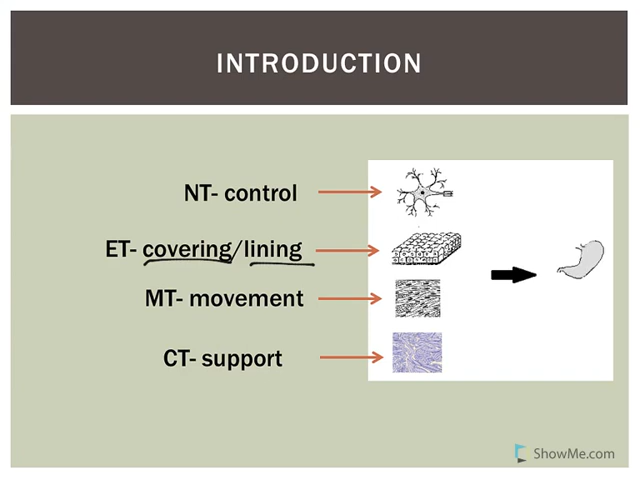 INTRODUCTION
NT- control
ET- covering/lining
MT- movement
CT- support
ShowMe.com